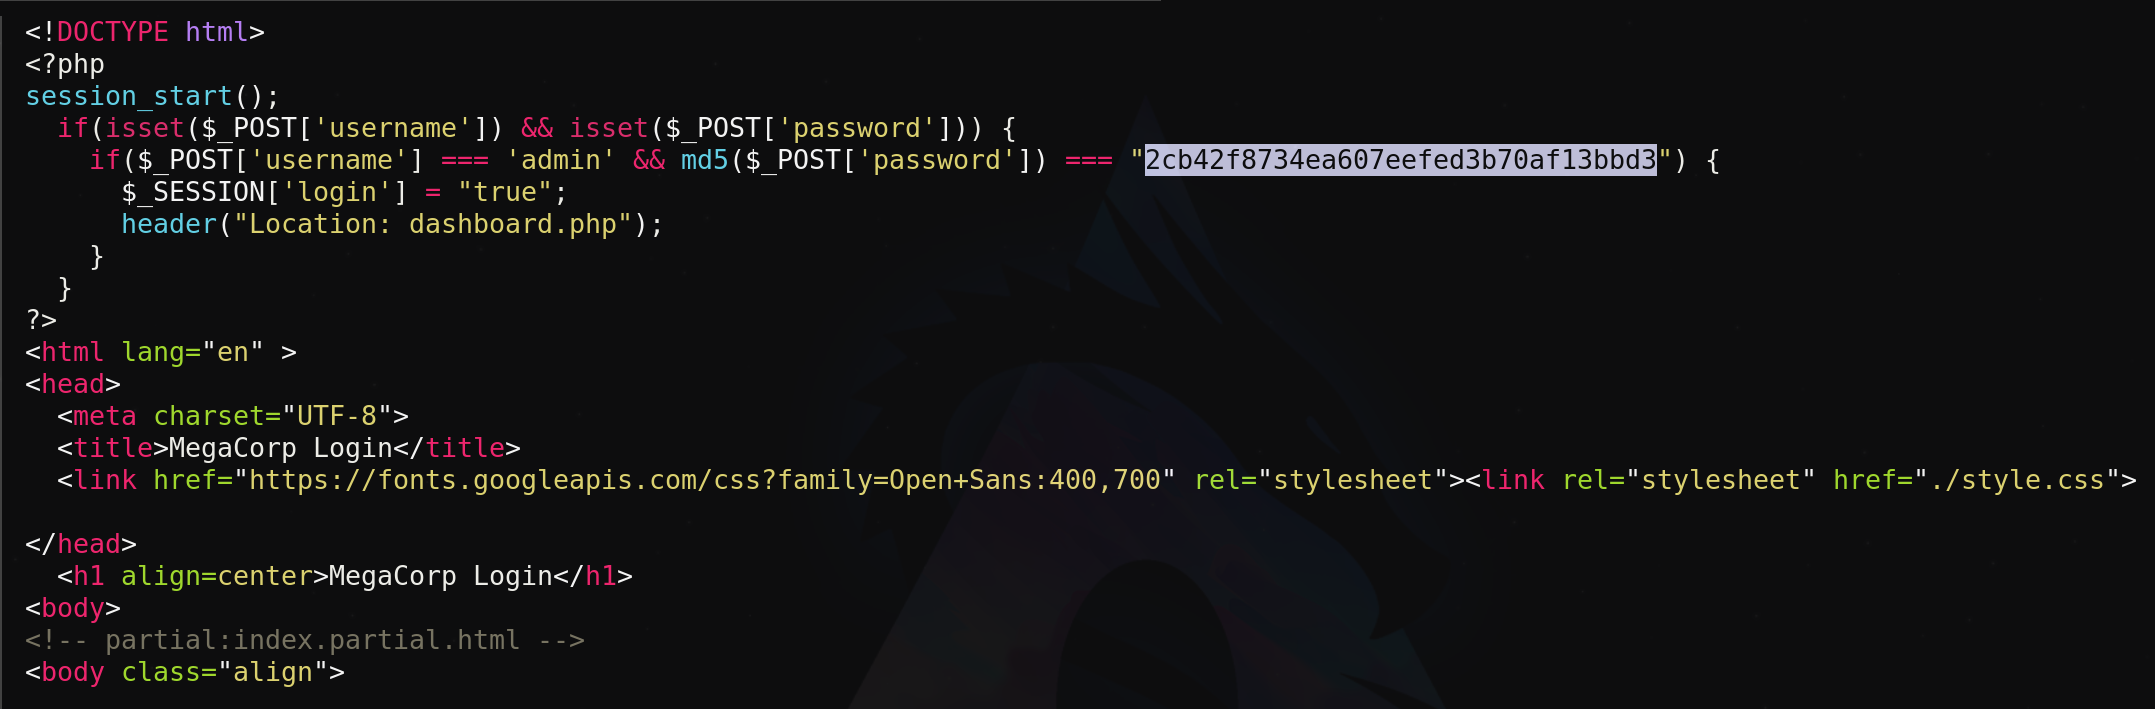 <!DOCTYPE html>
<?php
session_start();
  if(isset($_POST['username']) && isset($_POST['password'])) {
    if($_POST['username'] === 'admin' && md5($_POST['password']) === "2cb42f8734ea607eefed3b70af13bbd3") {
      $_SESSION['login'] = "true";
      header("Location: dashboard.php");
    }
  }
?>
<html lang="en" >
<head>
  <meta charset="UTF-8">
  <title>MegaCorp Login</title>
  <link href="https://fonts.googleapis.com/css?family=Open+Sans:400,700" rel="stylesheet"><link rel="stylesheet" href="./style.css">

</head>
  <h1 align=center>MegaCorp Login</h1>
<body>
<!-- partial:index.partial.html -->
<body class="align">